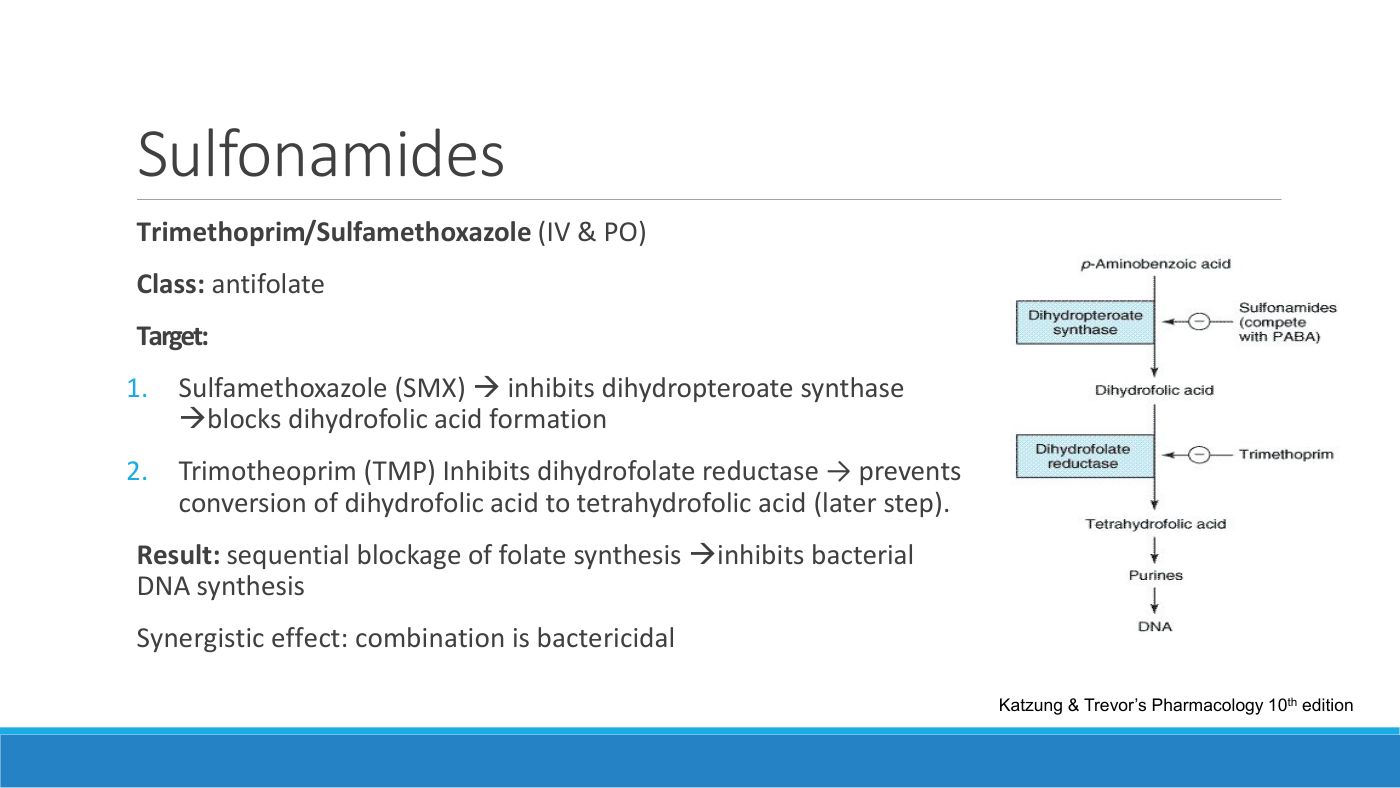 Sulfonamides
Trimethoprim/Sulfamethoxazole (IV & PO)
Class: antifolate
Target:
1. Sulfamethoxazole (SMX) → inhibits dihydropteroate synthase
→blocks dihydrofolic acid formation
2. Trimotheoprim (TMP) Inhibits dihydrofolate reductase → prevents
conversion of dihydrofolic acid to tetrahydrofolic acid (later step).
Result: sequential blockage of folate synthesis →inhibits bacterial
DNA synthesis
Synergistic effect: combination is bactericidal
p-Aminobenzoic acid
Dihydropteroate
synthase
Sulfonamides
(compete
with PABA)
Dihydrofolic acid
Dihydrofolate
reductase
Trimethoprim
Tetrahydrofolic acid
Purines
DNA
Katzung & Trevor's Pharmacology 10th edition